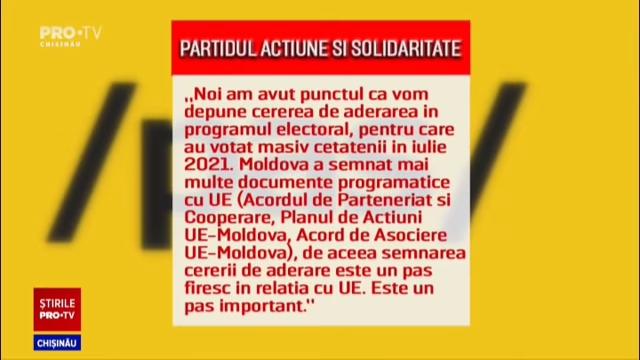 PRO•TV
CHIȘINĂU
PARTIDUL ACTIUNE SI SOLIDARITATE
„Noi am avut punctul ca vom
depune cererea de aderarea in
programul electoral, pentru care
au votat masiv cetatenii in iulie
2021. Moldova a semnat mai
multe documente programatice
cu UE (Acordul de Parteneriat si
Cooperare, Planul de Actiuni
UE-Moldova, Acord de Asociere
UE-Moldova), de aceea semnarea
cererii de aderare este un pas
firesc in relatia cu UE. Este un
pas important."
ȘTIRILE
PRO•TV
CHIȘINĂU